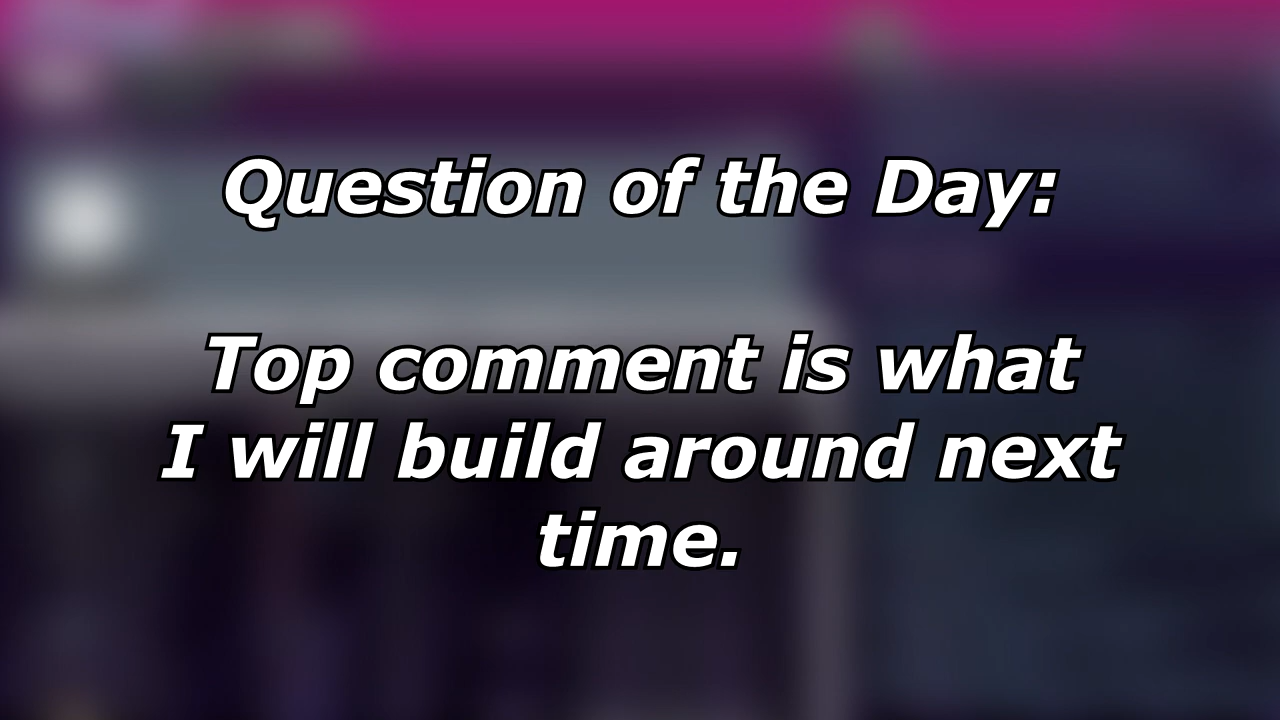 Question of the Day:
Top comment is what
I will build around next
time.